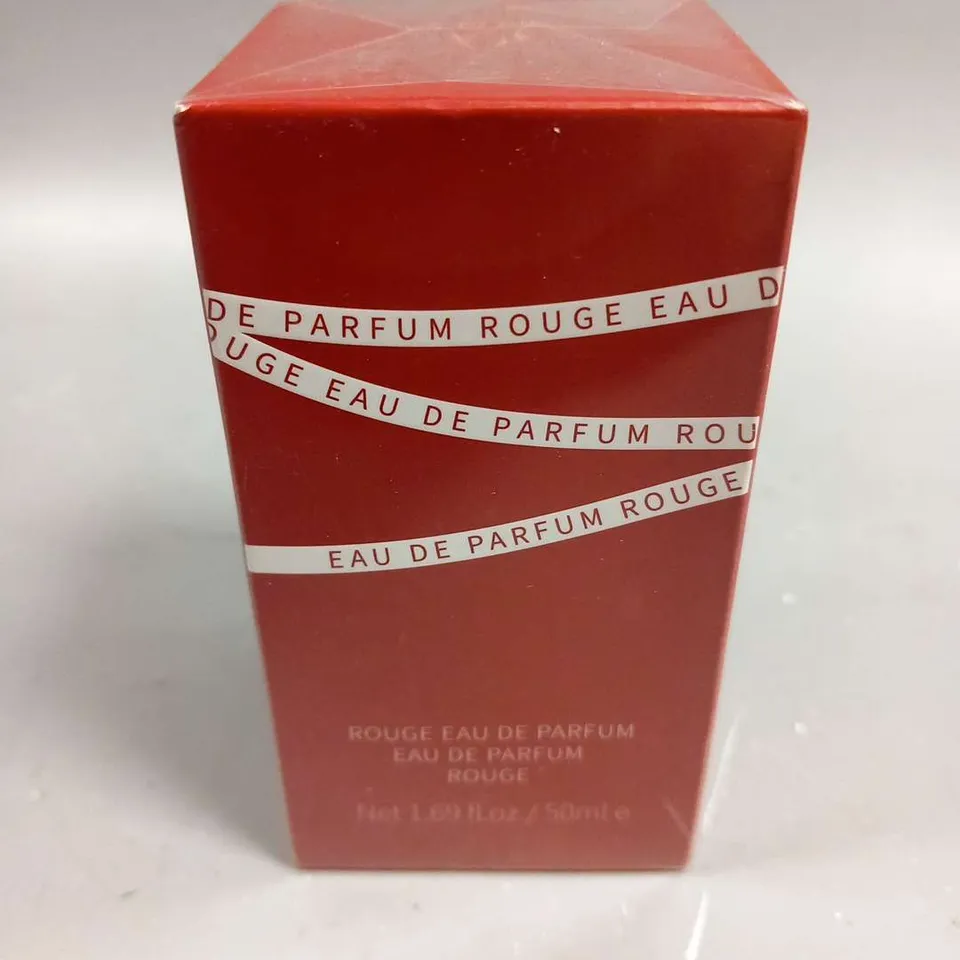 DE PARFUM ROUGE EAU D
ROUGE EAU DE PARFUM ROU
EAU DE PARFUM ROUGE
ROUGE EAU DE PARFUM
EAU DE PARFUM
ROUGE
Net 1.69 fl.oz / 50ml e